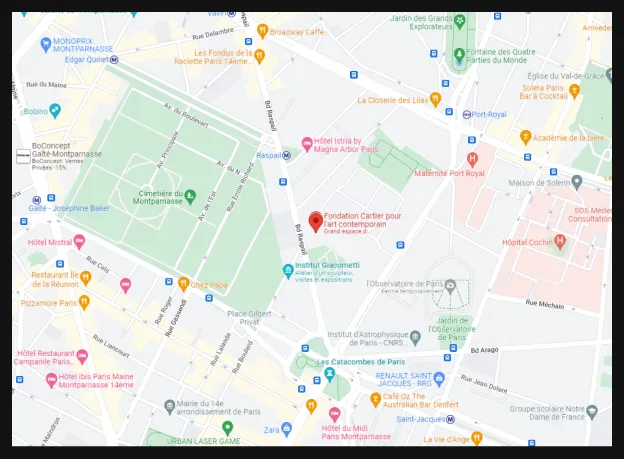 Jardin des Grands
Explorateurs
Vavin
Rue Delambre
Broadway Caffé
MONOPRIX
MONTPARNASSE
Edgar Quinet
Bd Raspail
Les Fondus de la
Raclette Paris 14ème...
Fontaine des Quatre
Parties du Monde
Église du Val-de-Grâce
Rue du Maine
Solera Paris
Bar à Cocktail
La Closerie des Lilas
Bobino
Port-Royal
Av. du Boulevert
Bd Raspail
Av. Principale
Académie de la bière
Hôtel Istria by
Magna Arbor Paris
BoConcept
Gaîté-Montparnasse
BoConcept: Ventes
Privées -15%
Raspail
Av. du N
Maternité Port Royal
Maison de Solenn
Rue Emile Richard
Cimetière du
Montparnasse
Av. de l'Est
Gaîté - Joséphine Baker
Fondation Cartier pour
l'art contemporain
Grand espace d
SOS Méde
Consultation
Bd Raspail
Hôtel Mistral
Hôpital Cochin
Rue Cels
Institut Giacometti
Atelier d'un sculpteur,
visites et expositions
Restaurant Île
de la Réunion
Chez Papa
l'Observatoire de Paris
Fermé temporairement
Pizzamore Paris
Rue Roger
Rue Gassendi
Rue Méchain
Place Gilbert
Privat
Jardin de
l'Observatoire
de Paris
Institut d'Astrophysique
de Paris - CNRS...
Rue Liancourt
Rue Lalande
Rue Boulard
Bd Arago
Hôtel Restaurant
Campanile Paris...
Les Catacombes de Paris
Hôtel ibis Paris Maine
Montparnasse 14ème
RENAULT SAINT
JACQUES - RRG
Rue Jean Dolent
Mairie du 14e
arrondissement de Paris
Café Oz The
Australian Bar Denfert
Groupe scolaire Notre
Dame de France
Saint-Jacques
Hôtel du Midi
Paris Montparnasse
Zara
URBAN LASER GAME
La Vie d'Ange